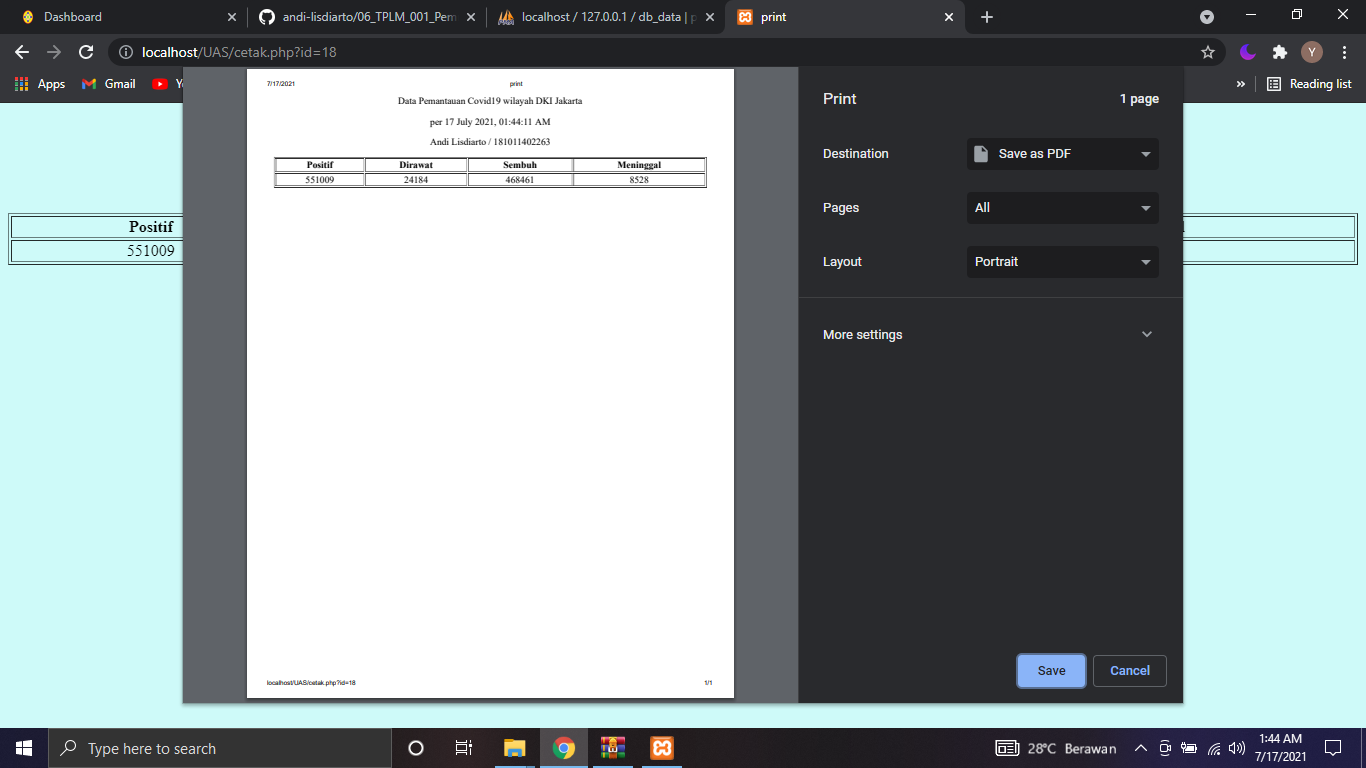 Dashboard
andi-lisdiarto/06_TPLM_001_Pem
localhost / 127.0.0.1 / db_data | p
print
localhost/UAS/cetak.php?id=18
Y
Apps
Gmail
Y
»
Reading list
7/17/2021
print
Data Pemantauan Covid19 wilayah DKI Jakarta
per 17 July 2021, 01:44:11 AM
Andi Lisdiarto / 181011402263
Positif Dirawat Sembuh Meninggal
551009 24184 468461 8528
localhost/UAS/cetak.php?id=18
1/1
Positif
551009
Print
1 page
Destination
Save as PDF
Pages
All
Layout
Portrait
More settings
Save
Cancel
Type here to search
28°C Berawan
1:44 AM
7/17/2021